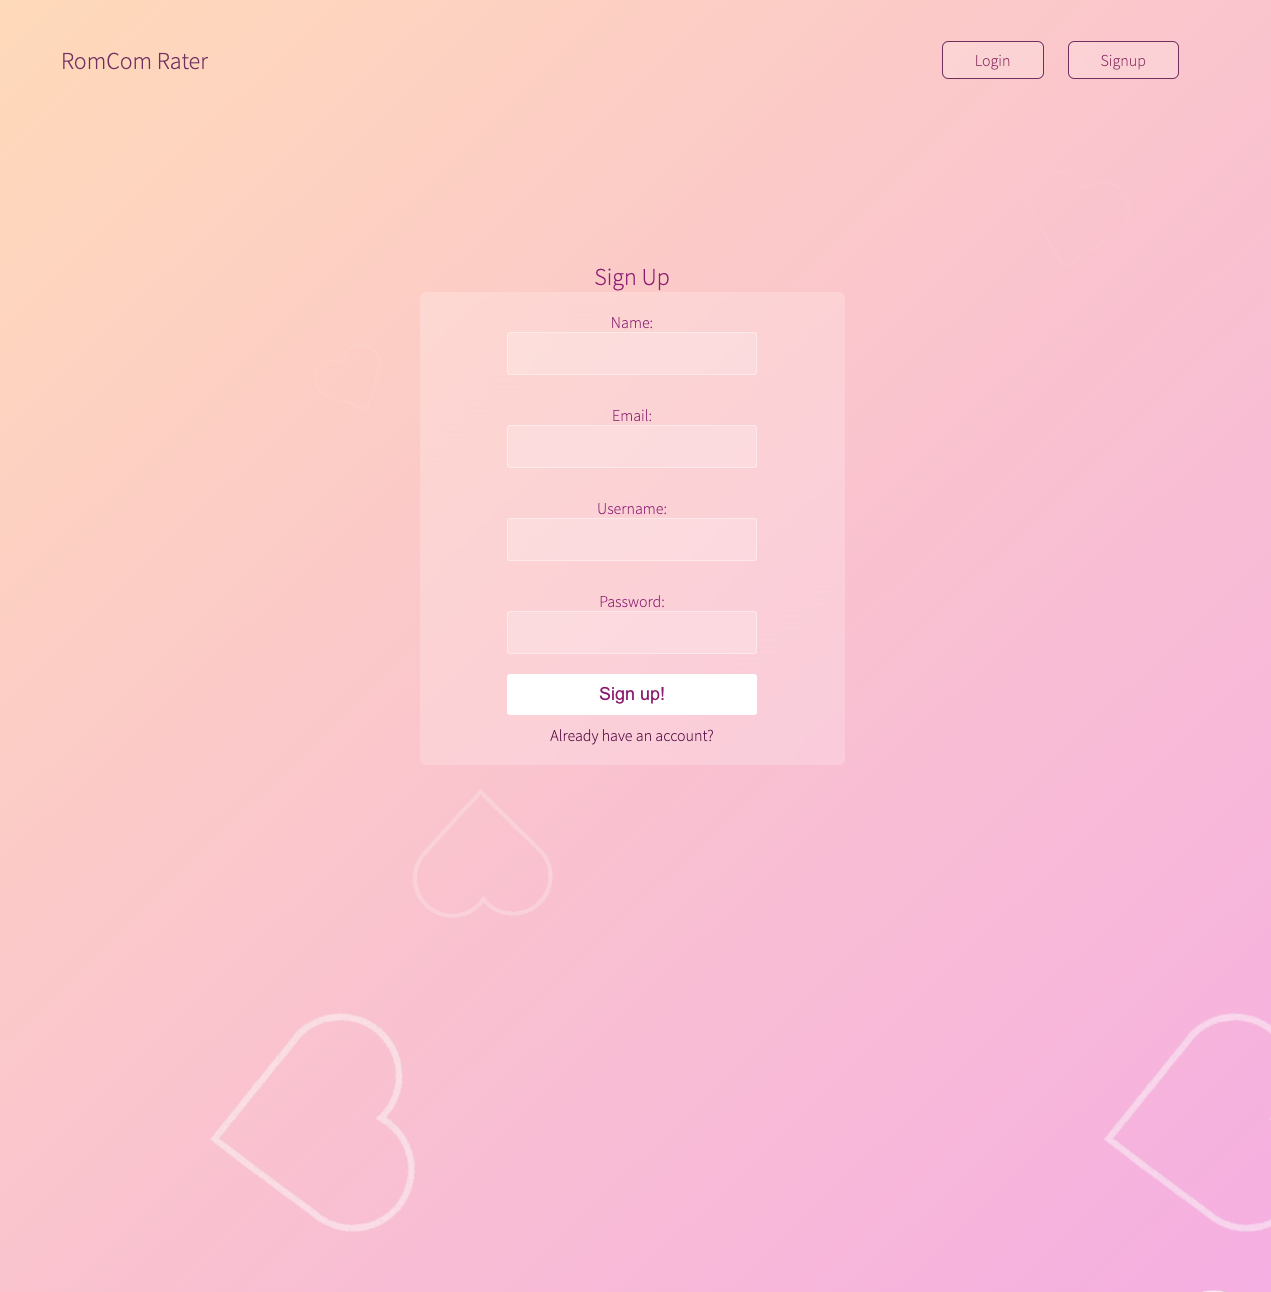 RomCom Rater
Login
Signup
Sign Up
Name:
Email:
Username:
Password:
Sign up!
Already have an account?